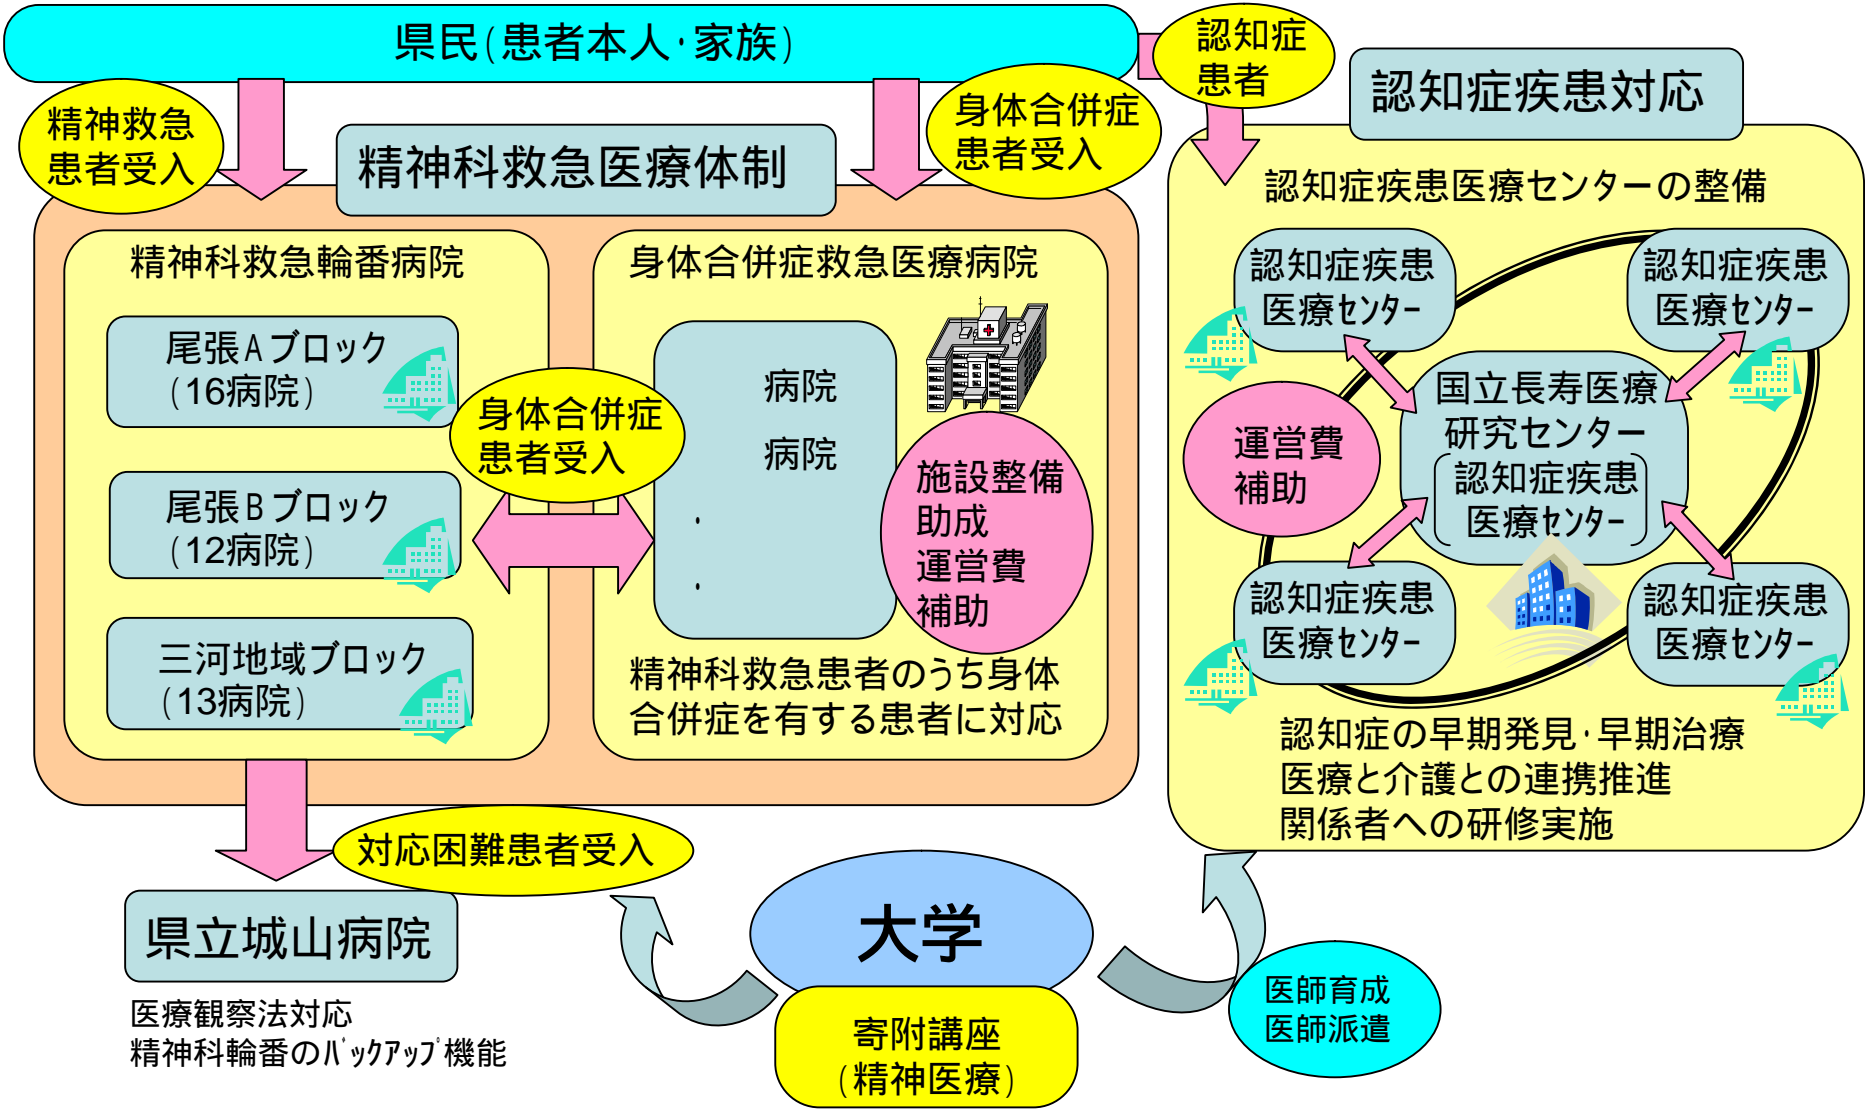 県民(患者本人・家族)
認知症
患者
精神救急
患者受入
身体合併症
患者受入
精神科救急医療体制
精神科救急輪番病院
尾張Aブロック
(16病院)
尾張Bブロック
(12病院)
三河地域ブロック
(13病院)
身体合併症
患者受入
身体合併症救急医療病院
病院
病院
・
・
施設整備
助成
運営費
補助
精神科救急患者のうち身体
合併症を有する患者に対応
認知症疾患対応
認知症疾患医療センターの整備
認知症疾患
医療センター
認知症疾患
医療センター
運営費
補助
国立長寿医療
研究センター
認知症疾患
医療センター
認知症疾患
医療センター
認知症疾患
医療センター
認知症の早期発見・早期治療
医療と介護との連携推進
関係者への研修実施
対応困難患者受入
県立城山病院
医療観察法対応
精神科輪番のバックアップ機能
大学
寄附講座
(精神医療)
医師育成
医師派遣